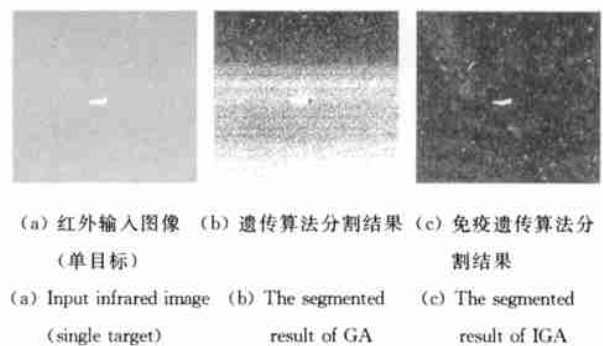 (a) 红外输入图像 (b) 遗传算法分割结果 (c) 免疫遗传算法分
(单目标) 割结果
(a) Input infrared image (b) The segmented (c) The segmented
(single target) result of GA result of IGA